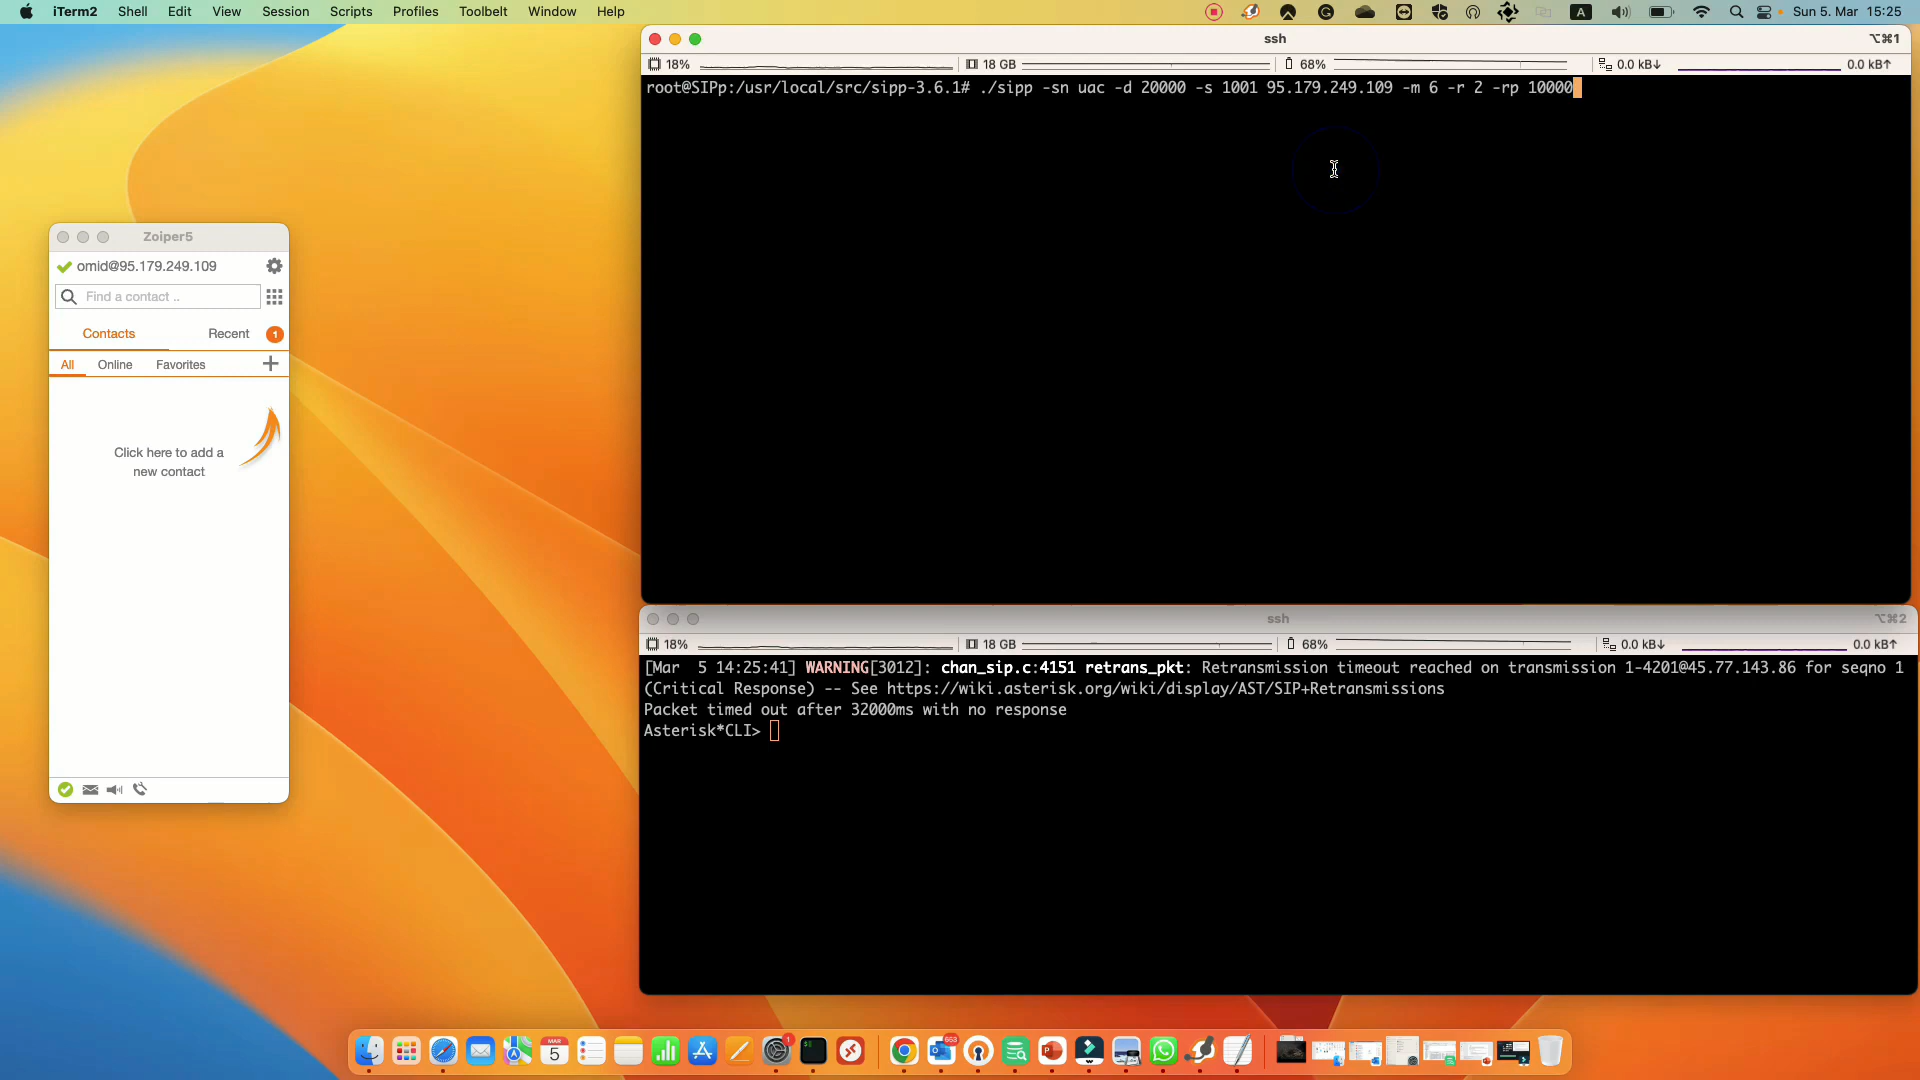 iTerm2 Shell Edit View Session Scripts Profiles Toolbelt Window Help A Sun 5. Mar 15:25
ssh ⌥⌘1
18% 18 GB 68% 0.0 kB↓ 0.0 kB↑
root@SIPp:/usr/local/src/sipp-3.6.1# ./sipp -sn uac -d 20000 -s 1001 95.179.249.109 -m 6 -r 2 -rp 10000
Zoiper5
omid@95.179.249.109
Find a contact ..
Contacts Recent 1
All Online Favorites +
Click here to add a
new contact
ssh ⌥⌘2
18% 18 GB 68% 0.0 kB↓ 0.0 kB↑
[Mar  5 14:25:41] WARNING[3012]: chan_sip.c:4151 retrans_pkt: Retransmission timeout reached on transmission 1-4201@45.77.143.86 for seqno 1
(Critical Response) -- See https://wiki.asterisk.org/wiki/display/AST/SIP+Retransmissions
Packet timed out after 32000ms with no response
Asterisk*CLI>
MAR
5
1
663